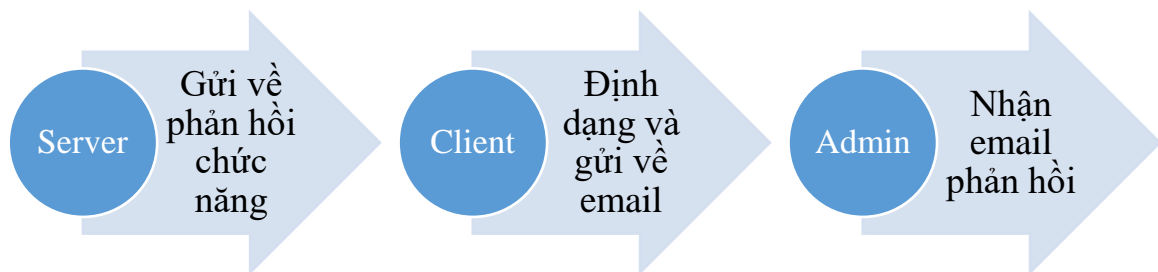 Server
Gửi về
phản hồi
chức
năng
Client
Định
dạng và
gửi về
email
Admin
Nhận
email
phản hồi